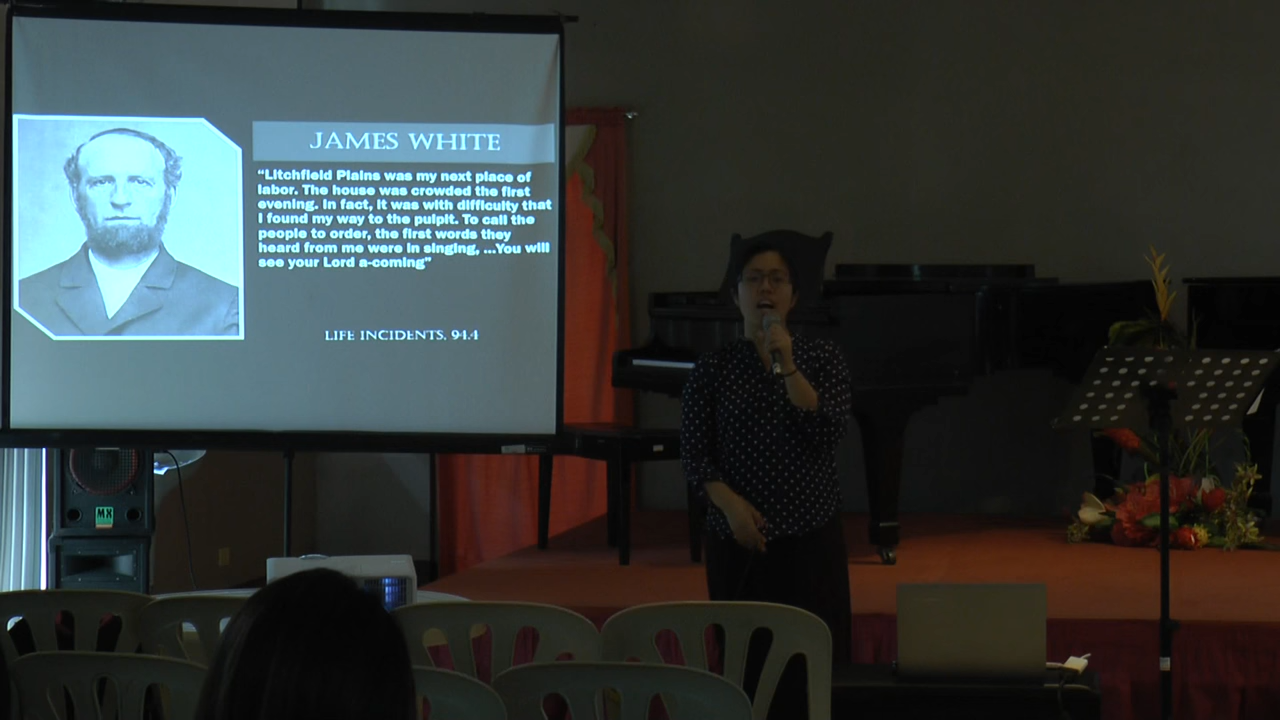 JAMES WHITE
“Litchfield Plains was my next place of
labor. The house was crowded the first
evening. In fact, it was with difficulty that
I found my way to the pulpit. To call the
people to order, the first words they
heard from me were in singing, ...You will
see your Lord a-coming”
LIFE INCIDENTS, 94.4
MX